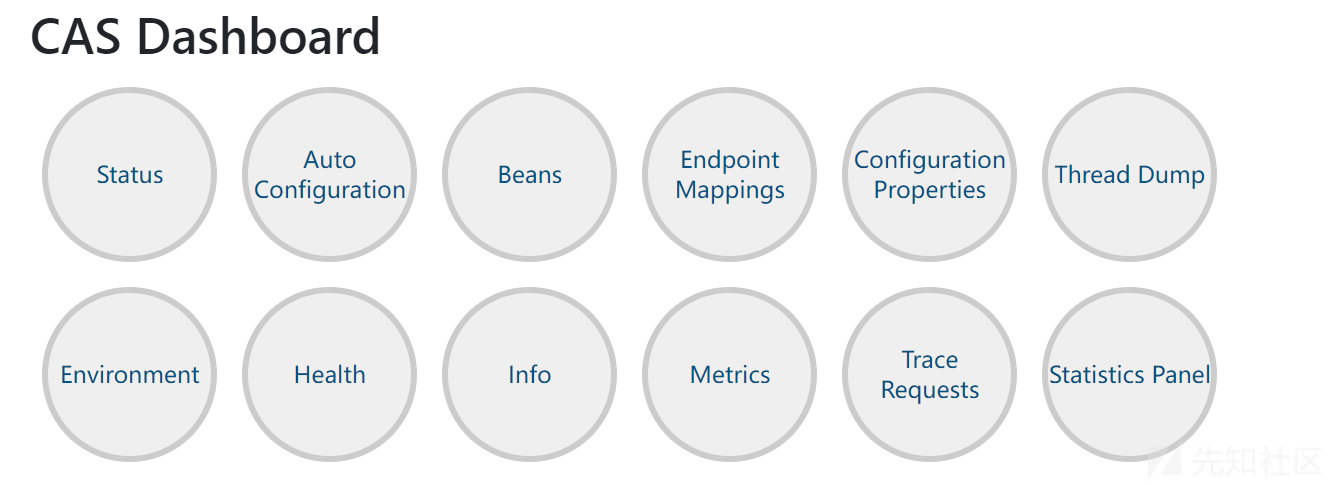 CAS Dashboard
Status
Auto
Configuration
Beans
Endpoint
Mappings
Configuration
Properties
Thread Dump
Environment
Health
Info
Metrics
Trace
Requests
Statistics Panel
先知社区